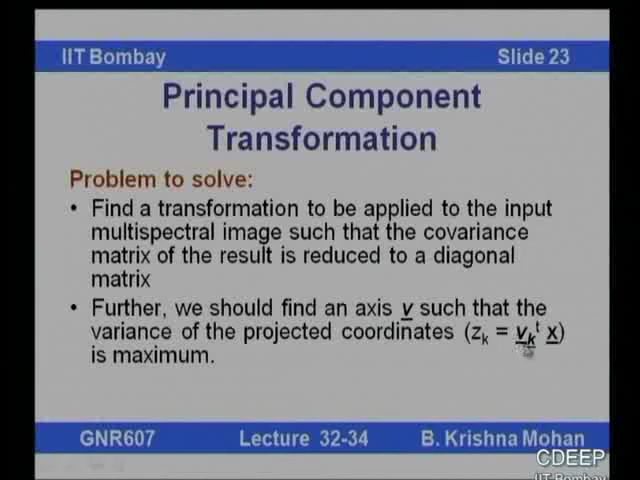 IIT Bombay
Slide 23
Principal Component
Transformation
Problem to solve:
• Find a transformation to be applied to the input
multispectral image such that the covariance
matrix of the result is reduced to a diagonal
matrix
• Further, we should find an axis v such that the
variance of the projected coordinates (zk = vkt x)
is maximum.
GNR607
Lecture 32-34
B. Krishna Mohan
CDEEP
IIT Bombay